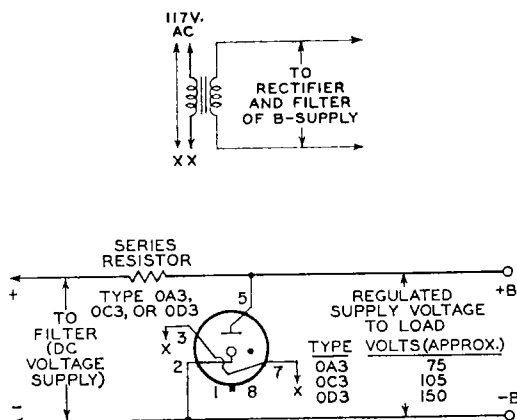 117V.
AC
TO
RECTIFIER
AND FILTER
OF B-SUPPLY
X X
SERIES
RESISTOR
+
TYPE 0A3,
0C3, OR 0D3
5
REGULATED
SUPPLY VOLTAGE
TO LOAD
+B
TO
FILTER
(DC
VOLTAGE
SUPPLY)
3
X
2
1
8
7
X
TYPE VOLTS(APPROX.)
0A3 75
0C3 105
0D3 150
−
−B